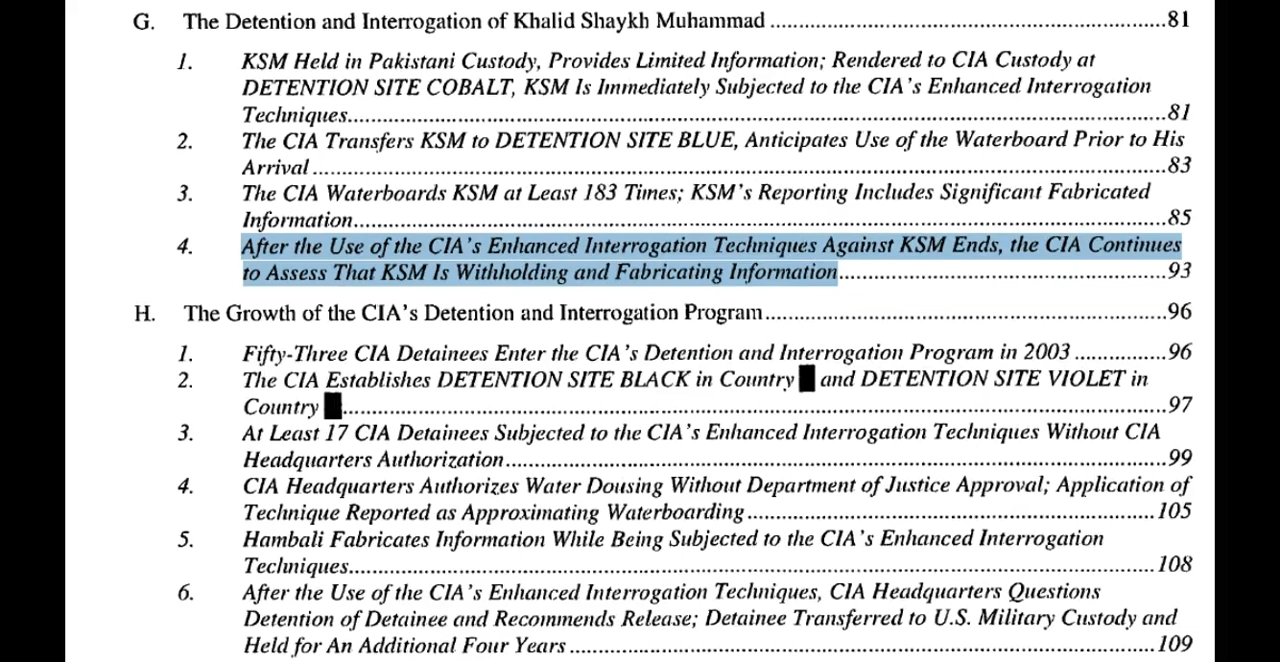 G. The Detention and Interrogation of Khalid Shaykh Muhammad ........ 81
1. KSM Held in Pakistani Custody, Provides Limited Information; Rendered to CIA Custody at
DETENTION SITE COBALT, KSM Is Immediately Subjected to the CIA's Enhanced Interrogation
Techniques........ 81
2. The CIA Transfers KSM to DETENTION SITE BLUE, Anticipates Use of the Waterboard Prior to His
Arrival ........ 83
3. The CIA Waterboards KSM at Least 183 Times; KSM's Reporting Includes Significant Fabricated
Information........ 85
4. After the Use of the CIA's Enhanced Interrogation Techniques Against KSM Ends, the CIA Continues
to Assess That KSM Is Withholding and Fabricating Information........ 93
H. The Growth of the CIA's Detention and Interrogation Program........ 96
1. Fifty-Three CIA Detainees Enter the CIA's Detention and Interrogation Program in 2003 ........ 96
2. The CIA Establishes DETENTION SITE BLACK in Country █ and DETENTION SITE VIOLET in
Country █........ 97
3. At Least 17 CIA Detainees Subjected to the CIA's Enhanced Interrogation Techniques Without CIA
Headquarters Authorization........ 99
4. CIA Headquarters Authorizes Water Dousing Without Department of Justice Approval; Application of
Technique Reported as Approximating Waterboarding ........ 105
5. Hambali Fabricates Information While Being Subjected to the CIA's Enhanced Interrogation
Techniques........ 108
6. After the Use of the CIA's Enhanced Interrogation Techniques, CIA Headquarters Questions
Detention of Detainee and Recommends Release; Detainee Transferred to U.S. Military Custody and
Held for An Additional Four Years ........ 109